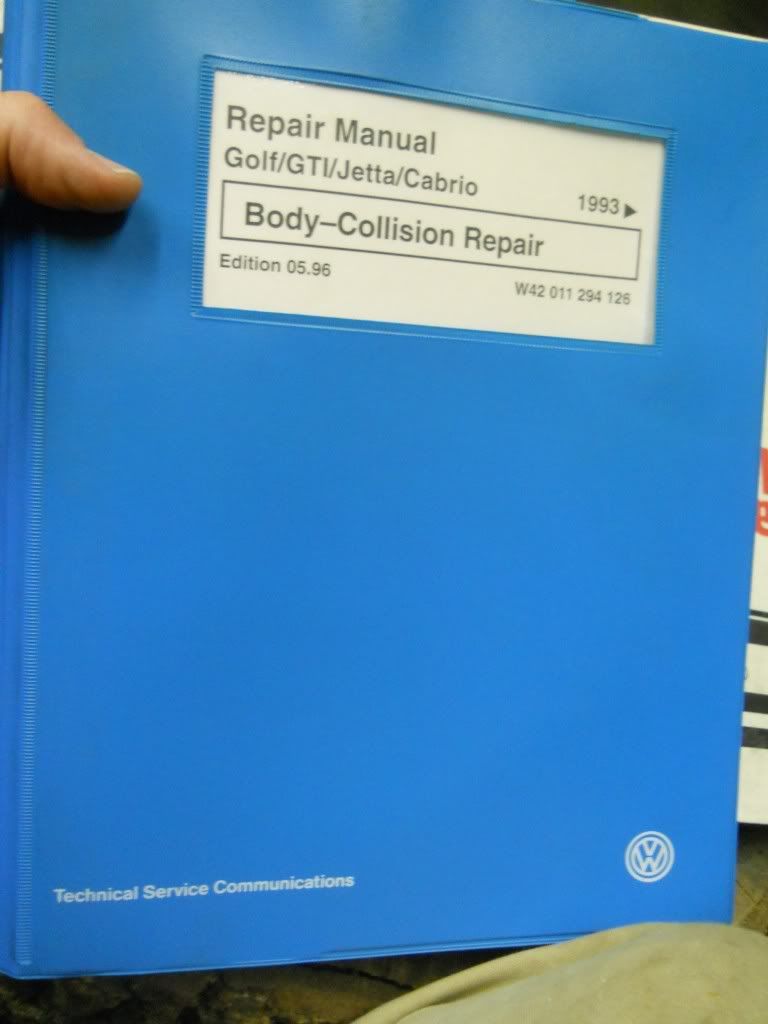 Repair Manual
Golf/GTI/Jetta/Cabrio
1993 ▶
Body–Collision Repair
Edition 05.96
W42 011 294 126
Technical Service Communications